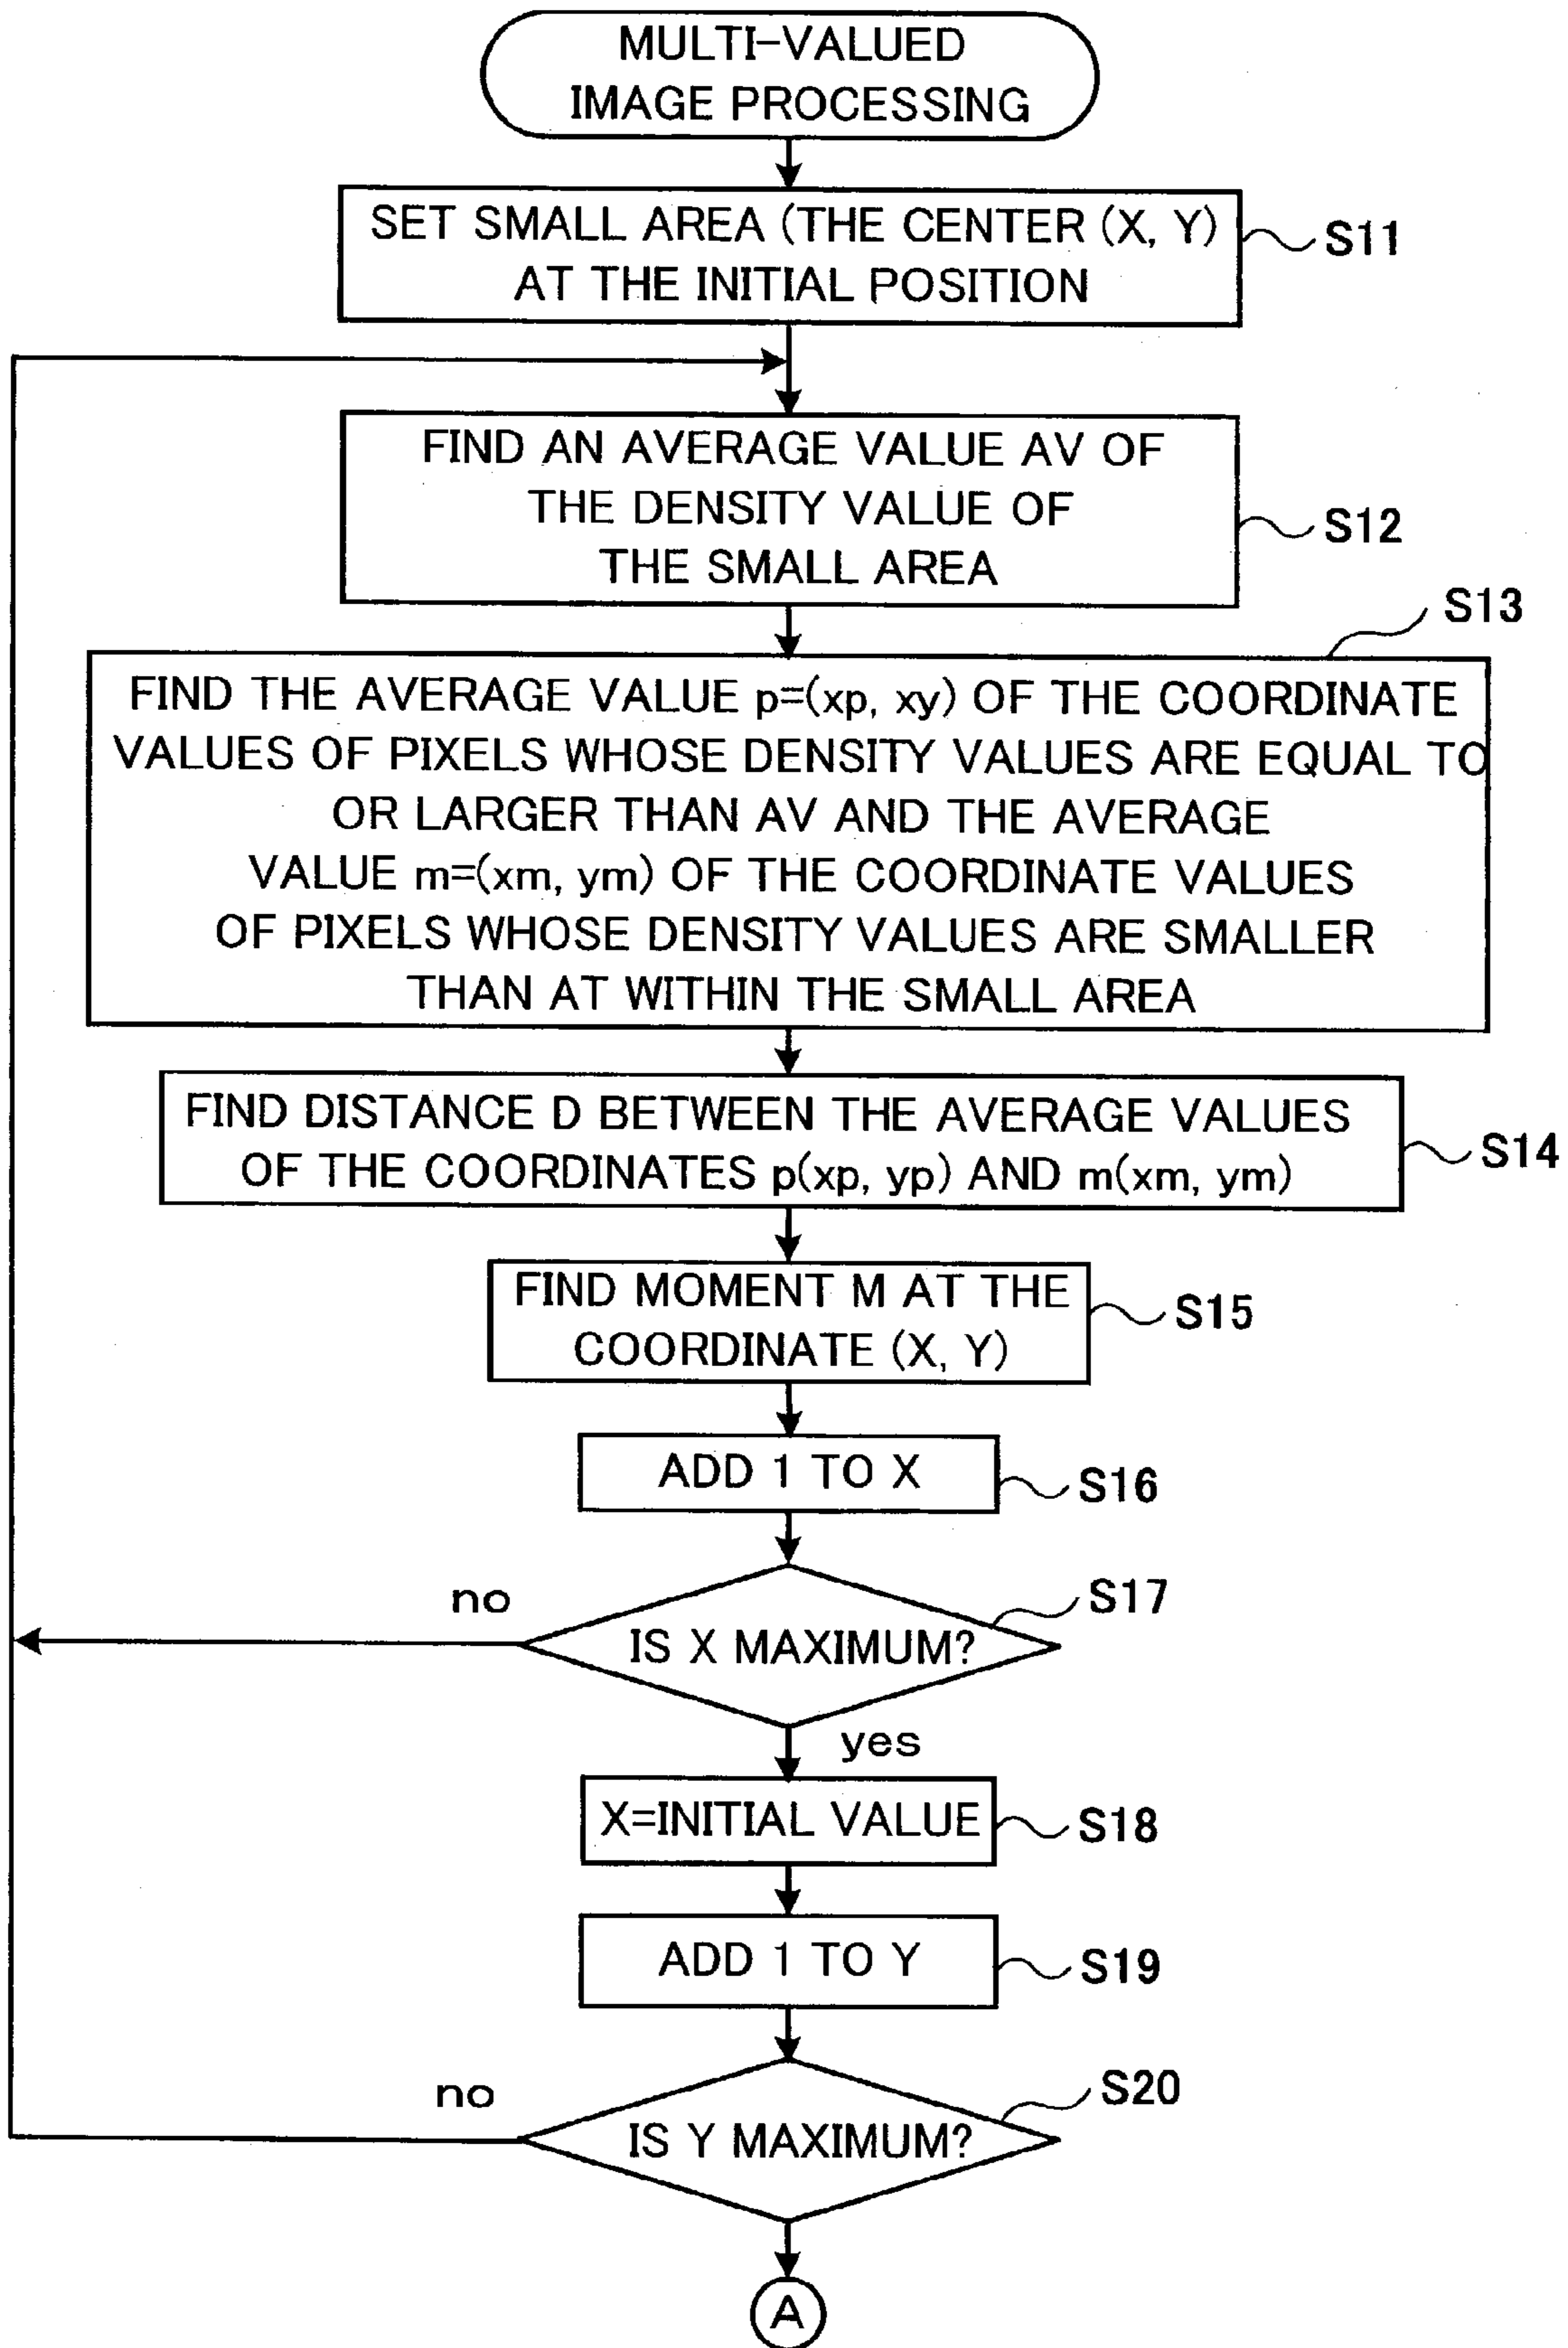 MULTI-VALUED
IMAGE PROCESSING
SET SMALL AREA (THE CENTER (X, Y)
AT THE INITIAL POSITION
S11
FIND AN AVERAGE VALUE AV OF
THE DENSITY VALUE OF
THE SMALL AREA
S12
S13
FIND THE AVERAGE VALUE p=(xp, xy) OF THE COORDINATE
VALUES OF PIXELS WHOSE DENSITY VALUES ARE EQUAL TO
OR LARGER THAN AV AND THE AVERAGE
VALUE m=(xm, ym) OF THE COORDINATE VALUES
OF PIXELS WHOSE DENSITY VALUES ARE SMALLER
THAN AT WITHIN THE SMALL AREA
FIND DISTANCE D BETWEEN THE AVERAGE VALUES
OF THE COORDINATES p(xp, yp) AND m(xm, ym)
S14
FIND MOMENT M AT THE
COORDINATE (X, Y)
S15
ADD 1 TO X
S16
no
S17
IS X MAXIMUM?
yes
X=INITIAL VALUE
S18
ADD 1 TO Y
S19
no
S20
IS Y MAXIMUM?
A